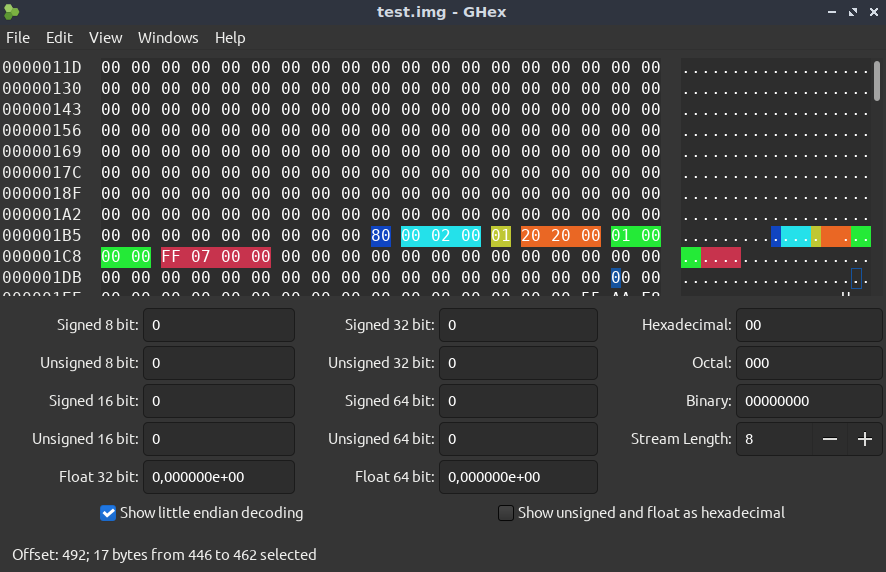 test.img - GHex
File Edit View Windows Help
0000011D 00 00 00 00 00 00 00 00 00 00 00 00 00 00 00 00 00 00 00 ...................
00000130 00 00 00 00 00 00 00 00 00 00 00 00 00 00 00 00 00 00 00 ...................
00000143 00 00 00 00 00 00 00 00 00 00 00 00 00 00 00 00 00 00 00 ...................
00000156 00 00 00 00 00 00 00 00 00 00 00 00 00 00 00 00 00 00 00 ...................
00000169 00 00 00 00 00 00 00 00 00 00 00 00 00 00 00 00 00 00 00 ...................
0000017C 00 00 00 00 00 00 00 00 00 00 00 00 00 00 00 00 00 00 00 ...................
0000018F 00 00 00 00 00 00 00 00 00 00 00 00 00 00 00 00 00 00 00 ...................
000001A2 00 00 00 00 00 00 00 00 00 00 00 00 00 00 00 00 00 00 00 ...................
000001B5 00 00 00 00 00 00 00 00 00 80 00 02 00 01 20 20 00 01 00 ..............  ...
000001C8 00 00 FF 07 00 00 00 00 00 00 00 00 00 00 00 00 00 00 00 ...................
000001DB 00 00 00 00 00 00 00 00 00 00 00 00 00 00 00 00 00 00 00 ...................
Signed 8 bit: 0 Signed 32 bit: 0 Hexadecimal: 00
Unsigned 8 bit: 0 Unsigned 32 bit: 0 Octal: 000
Signed 16 bit: 0 Signed 64 bit: 0 Binary: 00000000
Unsigned 16 bit: 0 Unsigned 64 bit: 0 Stream Length: 8
Float 32 bit: 0,000000e+00 Float 64 bit: 0,000000e+00
Show little endian decoding Show unsigned and float as hexadecimal
Offset: 492; 17 bytes from 446 to 462 selected